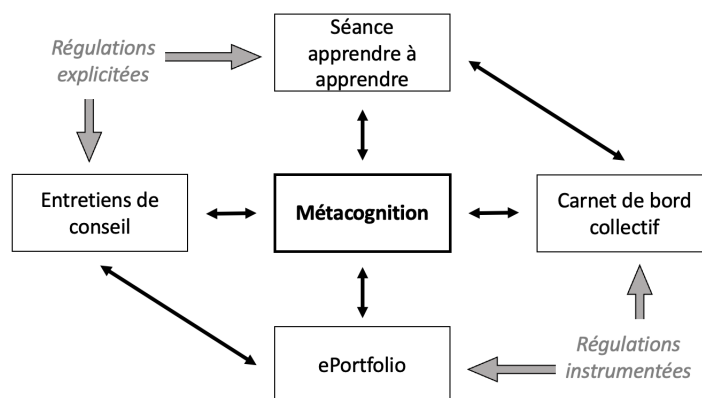 Régulations
explicitées
Séance
apprendre à
apprendre
Entretiens de
conseil
Métacognition
Carnet de bord
collectif
ePortfolio
Régulations
instrumentées